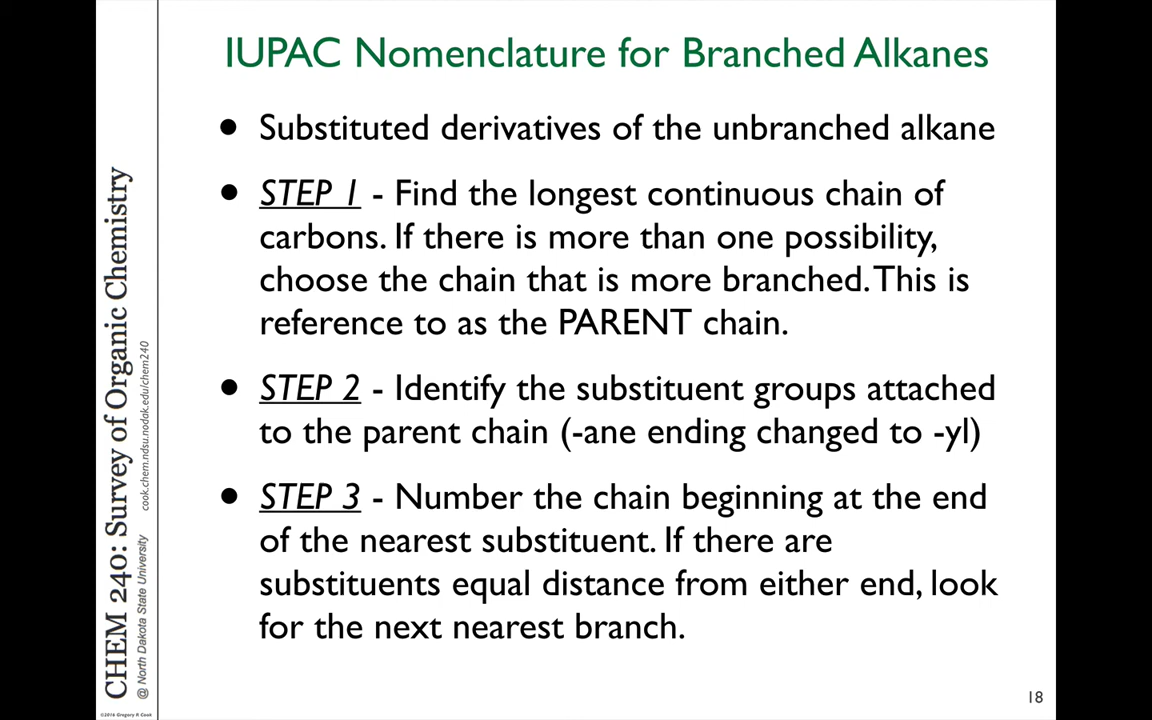 IUPAC Nomenclature for Branched Alkanes
• Substituted derivatives of the unbranched alkane
• STEP 1 - Find the longest continuous chain of
carbons. If there is more than one possibility,
choose the chain that is more branched. This is
reference to as the PARENT chain.
• STEP 2 - Identify the substituent groups attached
to the parent chain (-ane ending changed to -yl)
• STEP 3 - Number the chain beginning at the end
of the nearest substituent. If there are
substituents equal distance from either end, look
for the next nearest branch.
CHEM 240: Survey of Organic Chemistry
@ North Dakota State University cook.chem.ndsu.nodak.edu/chem240
©2016 Gregory R Cook
18